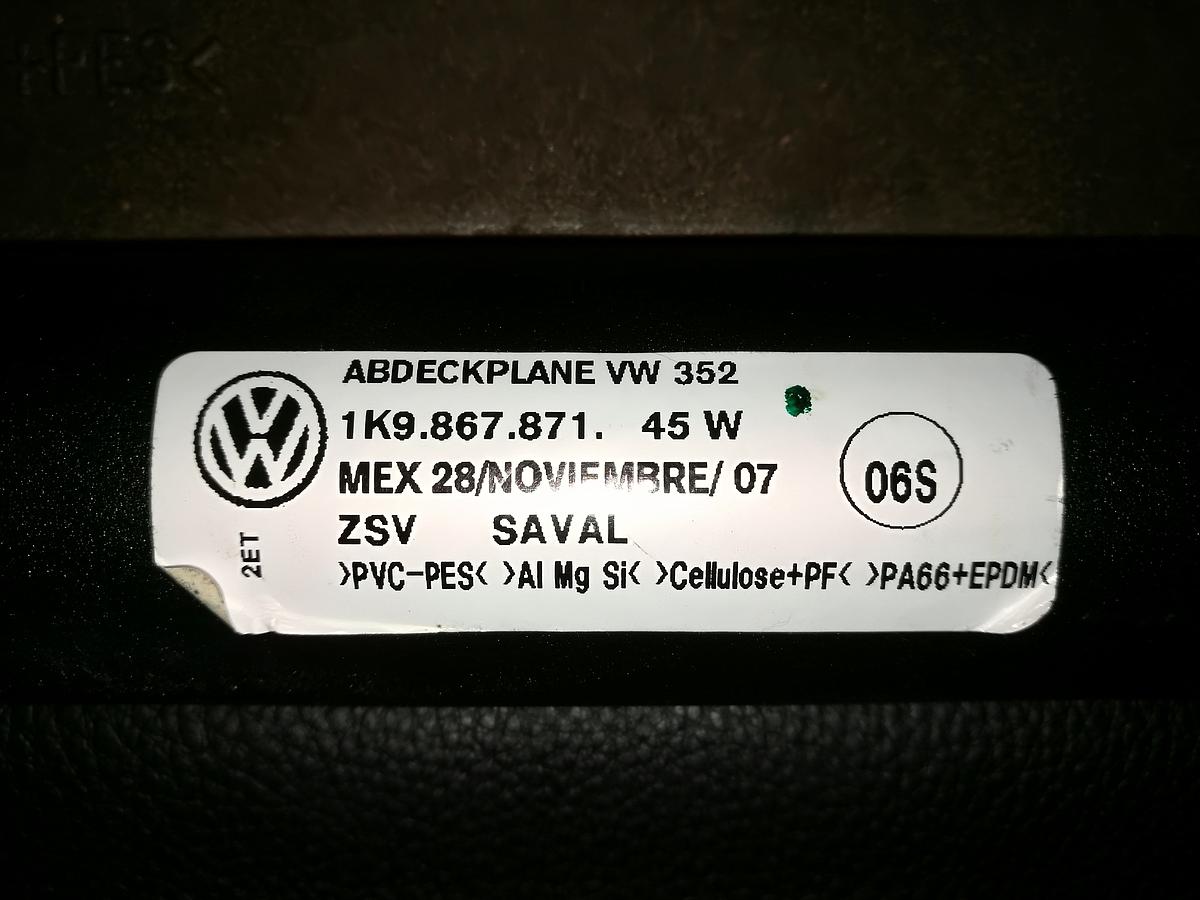 +PES<
ABDECKPLANE VW 352
1K9.867.871. 45 W
MEX 28/NOVIEMBRE/ 07
06S
ZSV SAVAL
2ET
>PVC-PES< >Al Mg Si< >Cellulose+PF< >PA66+EPDM<